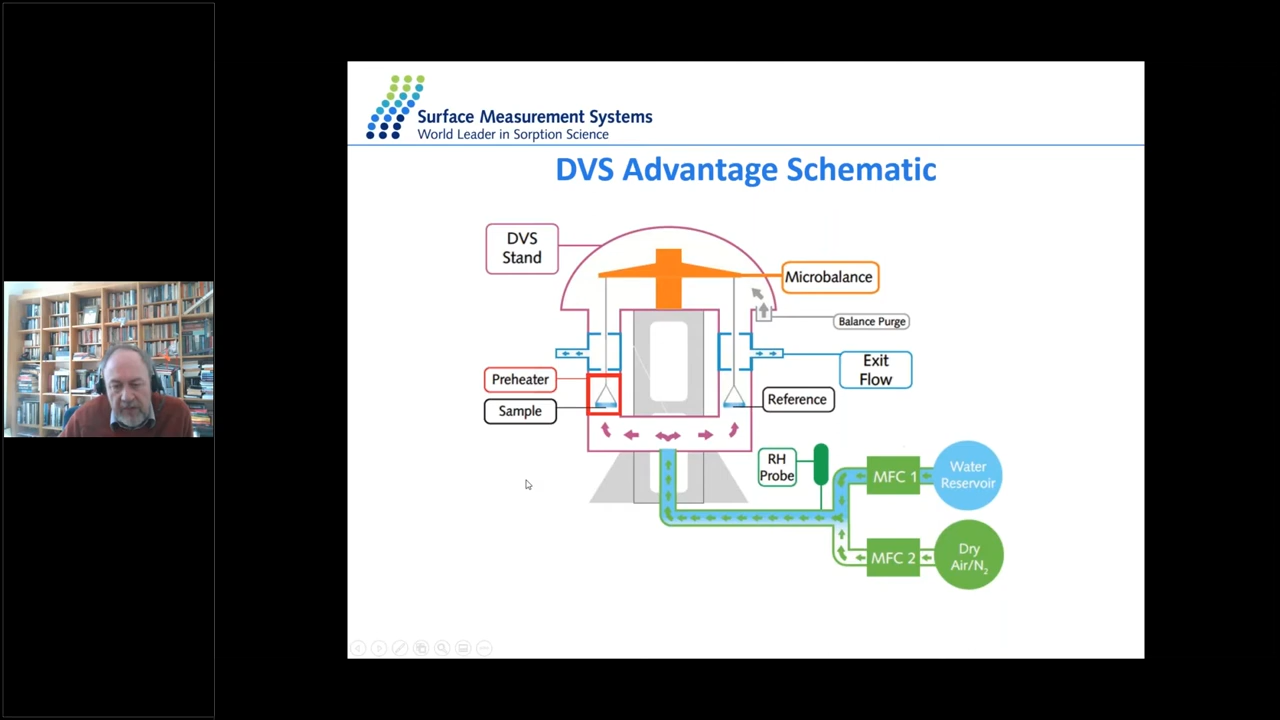 Surface Measurement Systems
World Leader in Sorption Science
DVS Advantage Schematic
DVS
Stand
Microbalance
Balance Purge
Exit
Flow
Preheater
Sample
Reference
RH
Probe
MFC 1
Water
Reservoir
MFC 2
Dry
Air/N₂